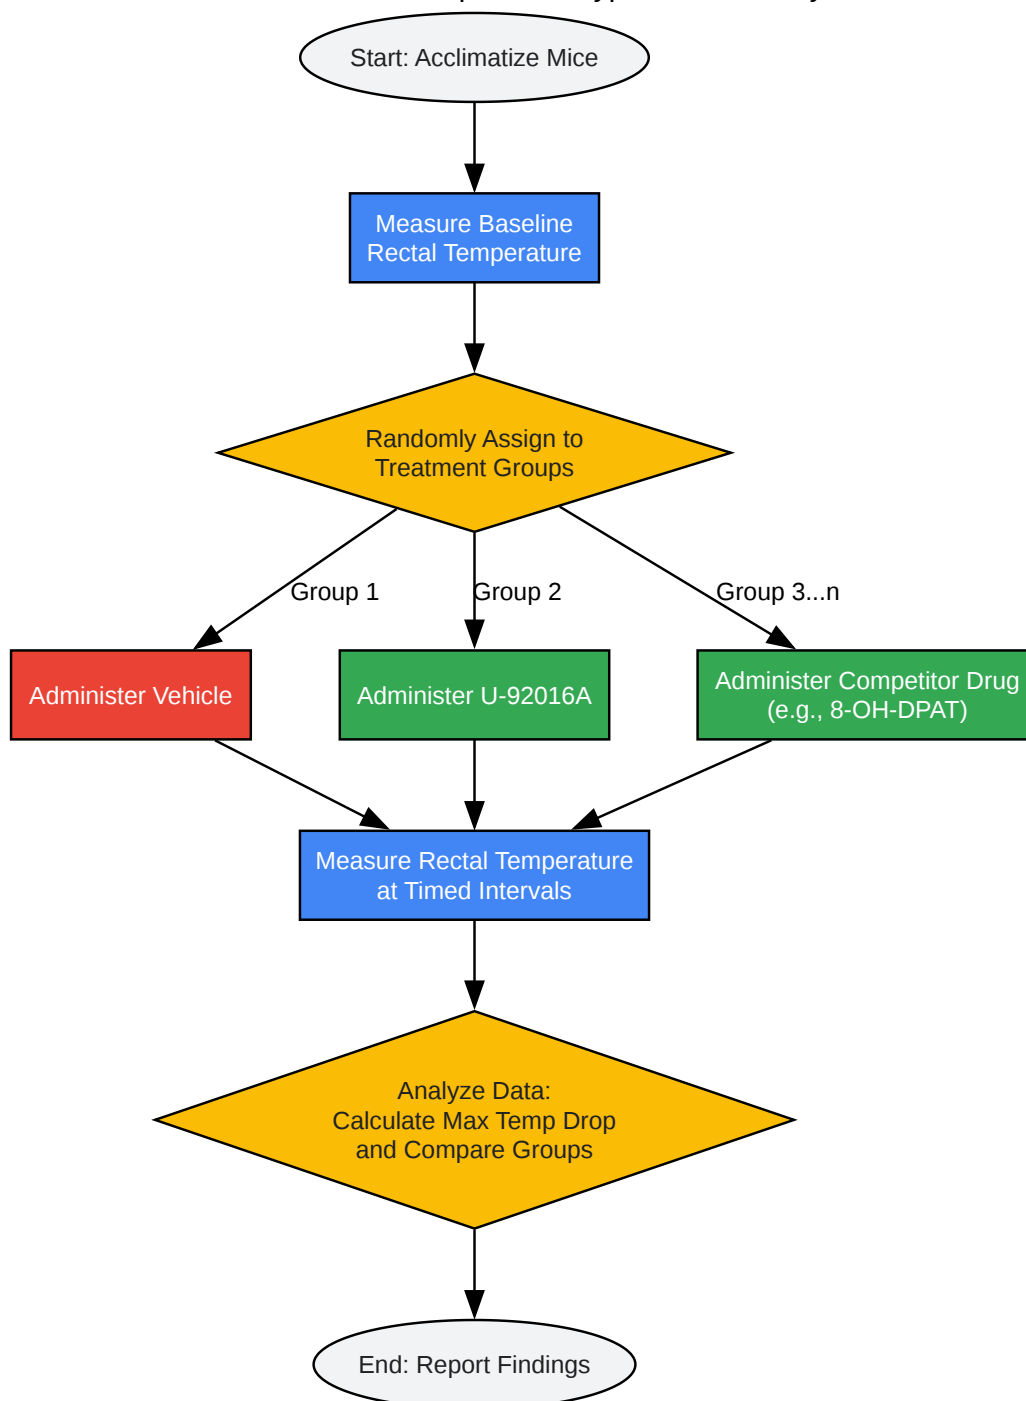 Start: Acclimatize Mice
Measure Baseline
Rectal Temperature
Randomly Assign to
Treatment Groups
Group 1
Group 2
Group 3...n
Administer Vehicle
Administer U-92016A
Administer Competitor Drug
(e.g., 8-OH-DPAT)
Measure Rectal Temperature
at Timed Intervals
Analyze Data:
Calculate Max Temp Drop
and Compare Groups
End: Report Findings